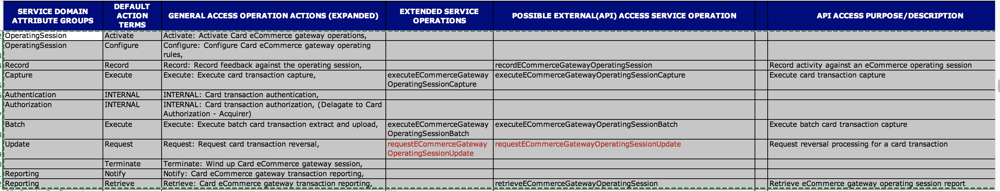 SERVICE DOMAIN ATTRIBUTE GROUPS
DEFAULT ACTION TERMS
GENERAL ACCESS OPERATION ACTIONS (EXPANDED)
EXTENDED SERVICE OPERATIONS
POSSIBLE EXTERNAL(API) ACCESS SERVICE OPERATION
API ACCESS PURPOSE/DESCRIPTION
OperatingSession
Activate
Activate: Activate Card eCommerce gateway operations,
OperatingSession
Configure
Configure: Configure Card eCommerce gateway operating
rules,
Record
Record
Record: Record feedback against the operating session,
recordECommerceGatewayOperatingSession
Record activity against an eCommerce operating session
Capture
Execute
Execute: Execute card transaction capture,
executeECommerceGateway
OperatingSessionCapture
executeECommerceGatewayOperatingSessionCapture
Execute card transaction capture
Authentication
INTERNAL
INTERNAL: Card transaction authentication,
Authorization
INTERNAL
INTERNAL: Card transaction authorization, (Delagate to Card
Authorization - Acquirer)
Batch
Execute
Execute: Execute batch card transaction extract and upload,
executeECommerceGateway
OperatingSessionBatch
executeECommerceGatewayOperatingSessionBatch
Execute batch card transaction capture
Update
Request
Request: Request card transaction reversal,
requestECommerceGateway
OperatingSessionUpdate
requestECommerceGatewayOperatingSessionUpdate
Request reversal processing for a card transaction
Terminate
Terminate: Wind up Card eCommerce gateway session,
Reporting
Notify
Notify: Card eCommerce gateway transaction reporting,
Reporting
Retrieve
Retrieve: Card eCommerce gateway transaction reporting,
retrieveECommerceGatewayOperatingSession
Retrieve eCommerce gateway operating session report